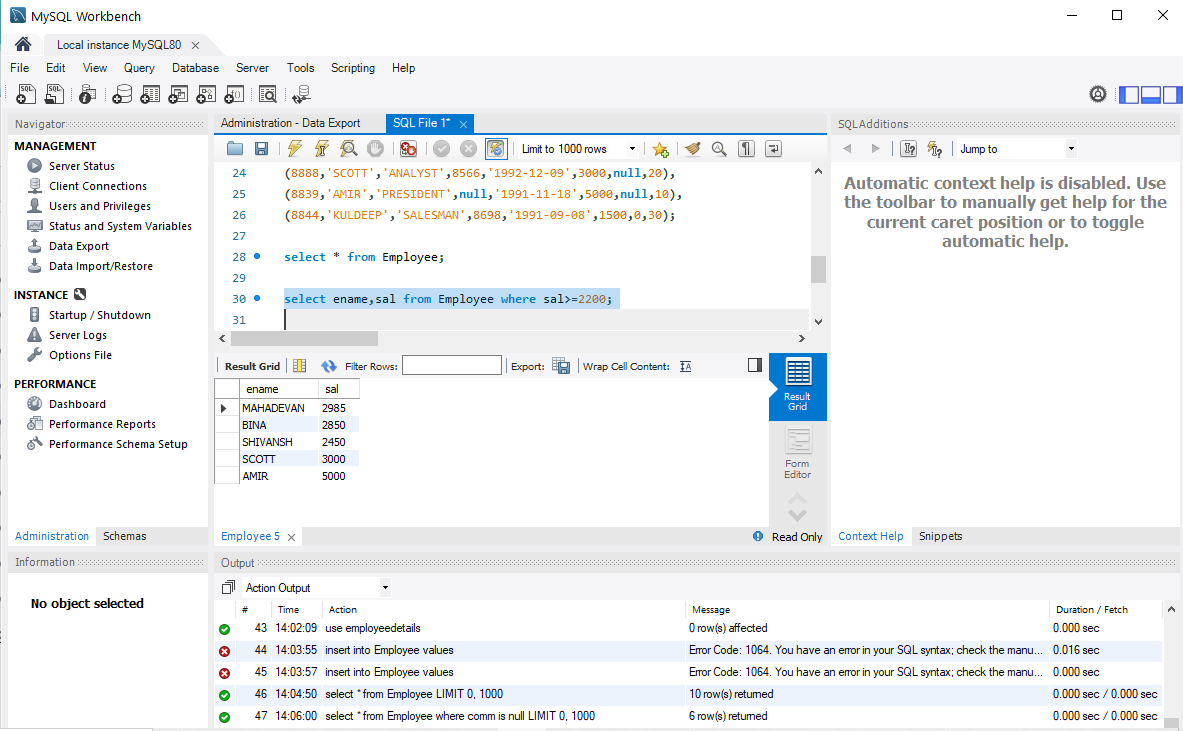 MySQL Workbench
Local instance MySQL80
File Edit View Query Database Server Tools Scripting Help
Navigator
MANAGEMENT
Server Status
Client Connections
Users and Privileges
Status and System Variables
Data Export
Data Import/Restore
INSTANCE
Startup / Shutdown
Server Logs
Options File
PERFORMANCE
Dashboard
Performance Reports
Performance Schema Setup
Administration Schemas
Information
No object selected
Administration - Data Export SQL File 1*
Limit to 1000 rows
24 (8888,'SCOTT','ANALYST',8566,'1992-12-09',3000,null,20),
25 (8839,'AMIR','PRESIDENT',null,'1991-11-18',5000,null,10),
26 (8844,'KULDEEP','SALESMAN',8698,'1991-09-08',1500,0,30);
27
28 select * from Employee;
29
30 select ename,sal from Employee where sal>=2200;
31
Result Grid Filter Rows: Export: Wrap Cell Content:
ename sal
MAHADEVAN 2985
BINA 2850
SHIVANSH 2450
SCOTT 3000
AMIR 5000
Result
Grid
Form
Editor
Employee 5 Read Only
SQLAdditions
Jump to
Automatic context help is disabled. Use
the toolbar to manually get help for the
current caret position or to toggle
automatic help.
Context Help Snippets
Output
Action Output
# Time Action Message Duration / Fetch
43 14:02:09 use employeedetails 0 row(s) affected 0.000 sec
44 14:03:55 insert into Employee values Error Code: 1064. You have an error in your SQL syntax; check the manu... 0.016 sec
45 14:03:57 insert into Employee values Error Code: 1064. You have an error in your SQL syntax; check the manu... 0.000 sec
46 14:04:50 select * from Employee LIMIT 0, 1000 10 row(s) returned 0.000 sec / 0.000 sec
47 14:06:00 select * from Employee where comm is null LIMIT 0, 1000 6 row(s) returned 0.000 sec / 0.000 sec